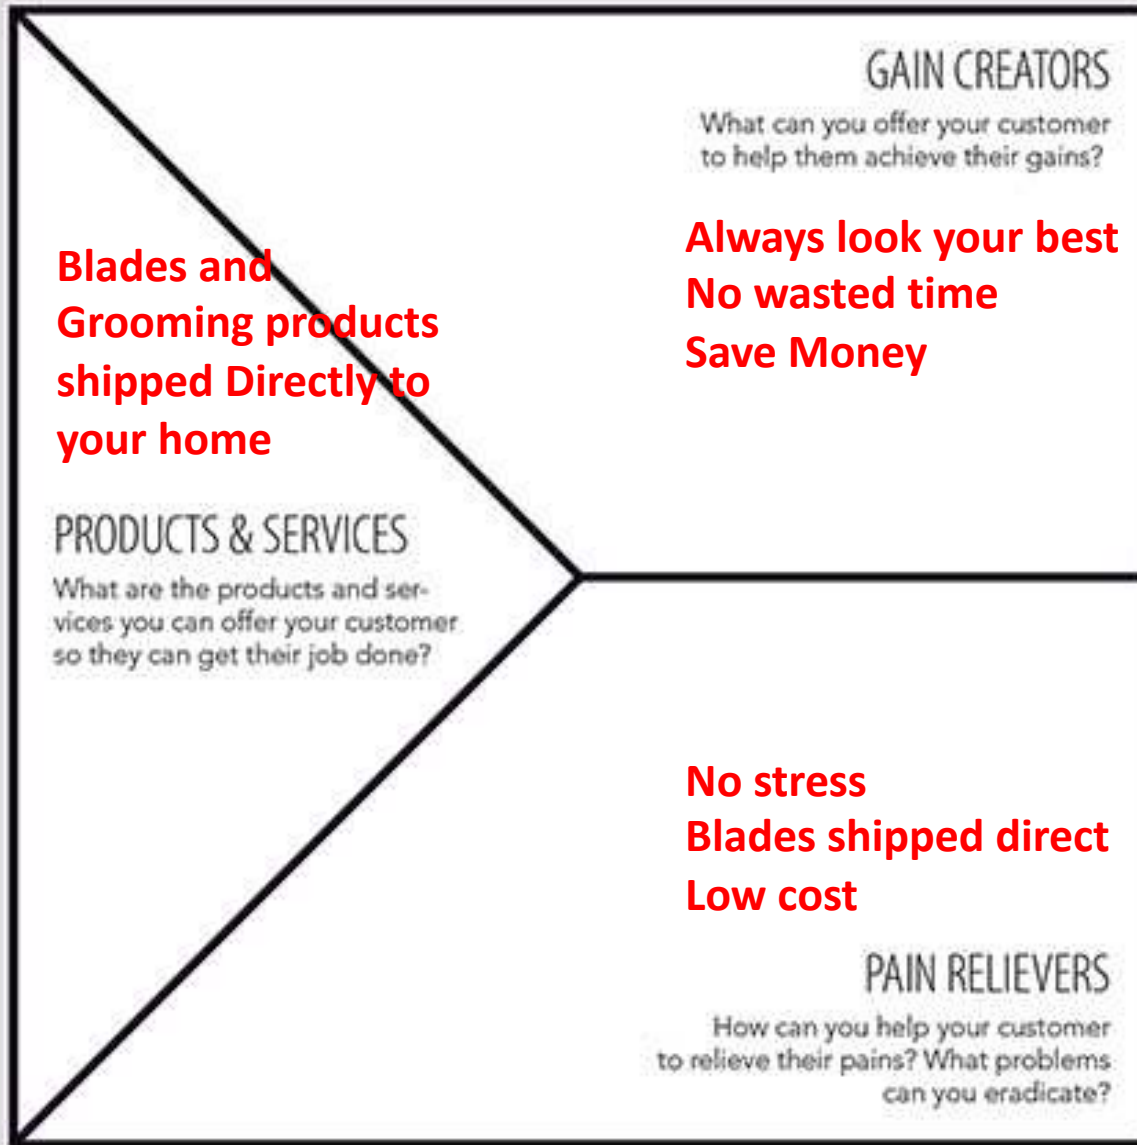 GAIN CREATORS
What can you offer your customer
to help them achieve their gains?
Always look your best
No wasted time
Save Money
Blades and
Grooming products
shipped Directly to
your home
PRODUCTS & SERVICES
What are the products and ser-
vices you can offer your customer
so they can get their job done?
No stress
Blades shipped direct
Low cost
PAIN RELIEVERS
How can you help your customer
to relieve their pains? What problems
can you eradicate?